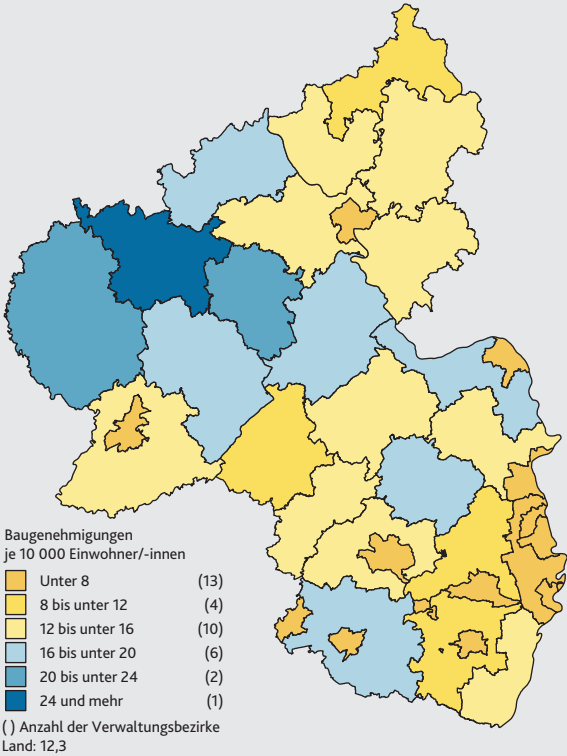 Baugenehmigungen
je 10 000 Einwohner/-innen
Unter 8 (13)
8 bis unter 12 (4)
12 bis unter 16 (10)
16 bis unter 20 (6)
20 bis unter 24 (2)
24 und mehr (1)
( ) Anzahl der Verwaltungsbezirke
Land: 12,3